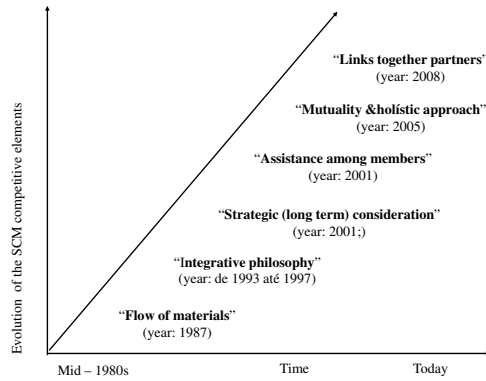 “Links together partners”
(year: 2008)
“Mutuality &holístic approach”
(year: 2005)
“Assistance among members”
(year: 2001)
“Strategic (long term) consideration”
(year: 2001;)
“Integrative philosophy”
(year: de 1993 até 1997)
“Flow of materials”
(year: 1987)
Evolution of the SCM competitive elements
Mid – 1980s
Time
Today